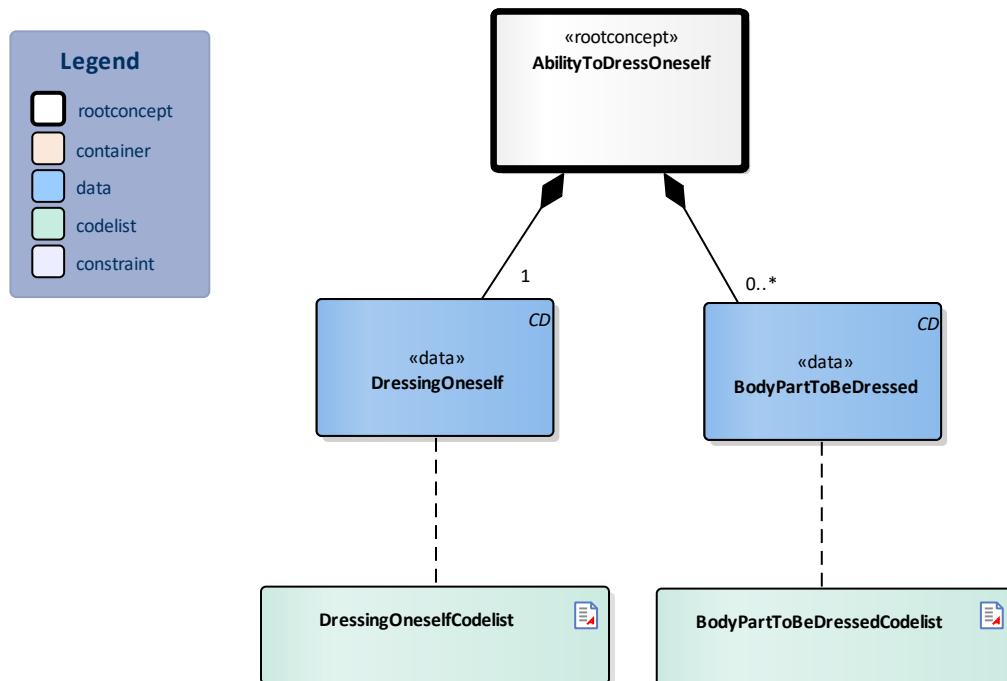 «rootconcept»
AbilityToDressOneself
Legend
rootconcept
container
data
codelist
constraint
1
0..*
CD
«data»
DressingOneself
CD
«data»
BodyPartToBeDressed
DressingOneselfCodelist
BodyPartToBeDressedCodelist